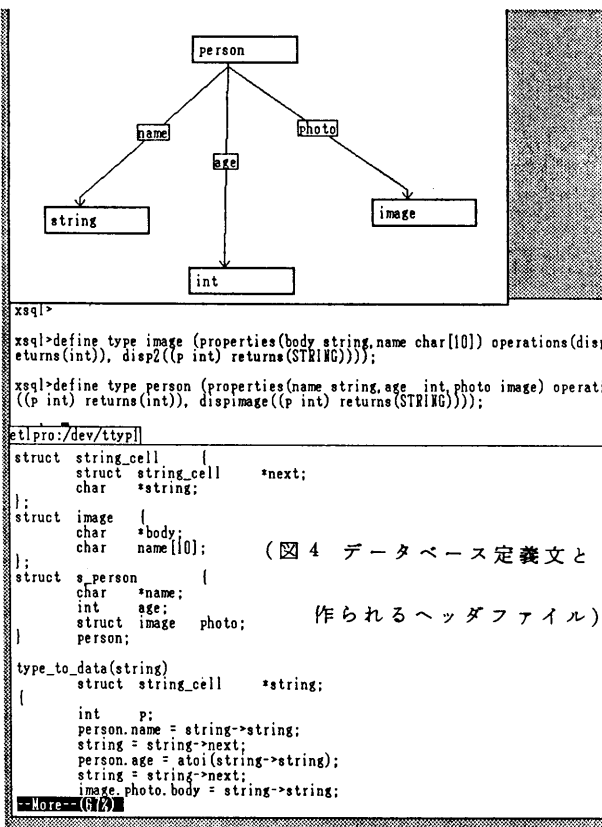 person
name
photo
age
string
image
int
xsql>
xsql>define type image (properties(body string,name char[10]) operations(disp
eturns(int)), disp2((p int) returns(STRING))));
xsql>define type person (properties(name string,age int,photo image) operati
((p int) returns(int)), dispimage((p int) returns(STRING))));
etlpro:/dev/ttyp1
struct string_cell {
struct string_cell *next;
char *string;
};
struct image {
char *body;
char name[10];
};
struct s_person {
char *name;
int age;
struct image photo;
} person;
(図4 データベース定義文と
作られるヘッダファイル)
type_to_data(string)
struct string_cell *string;
{
int p;
person.name = string->string;
string = string->next;
person.age = atoi(string->string);
string = string->next;
image.photo.body = string->string;
--More--(67%)